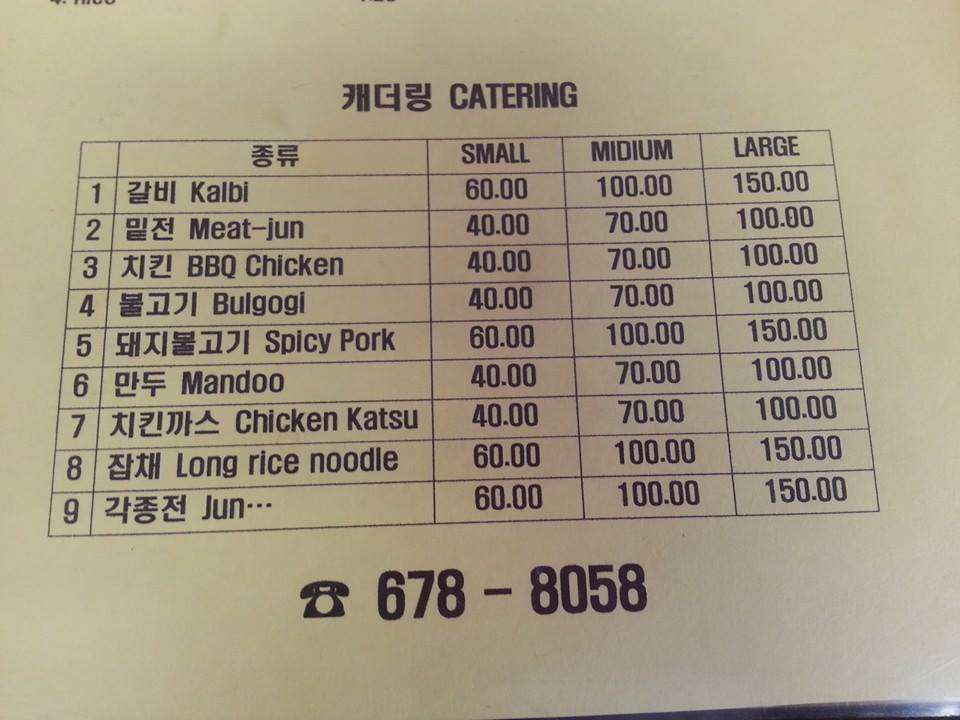 캐더링 CATERING
종류 SMALL MIDIUM LARGE
1 갈비 Kalbi 60.00 100.00 150.00
2 밑전 Meat-jun 40.00 70.00 100.00
3 치킨 BBQ Chicken 40.00 70.00 100.00
4 불고기 Bulgogi 40.00 70.00 100.00
5 돼지불고기 Spicy Pork 60.00 100.00 150.00
6 만두 Mandoo 40.00 70.00 100.00
7 치킨까스 Chicken Katsu 40.00 70.00 100.00
8 잡채 Long rice noodle 60.00 100.00 150.00
9 각종전 Jun… 60.00 100.00 150.00
☎ 678 - 8058